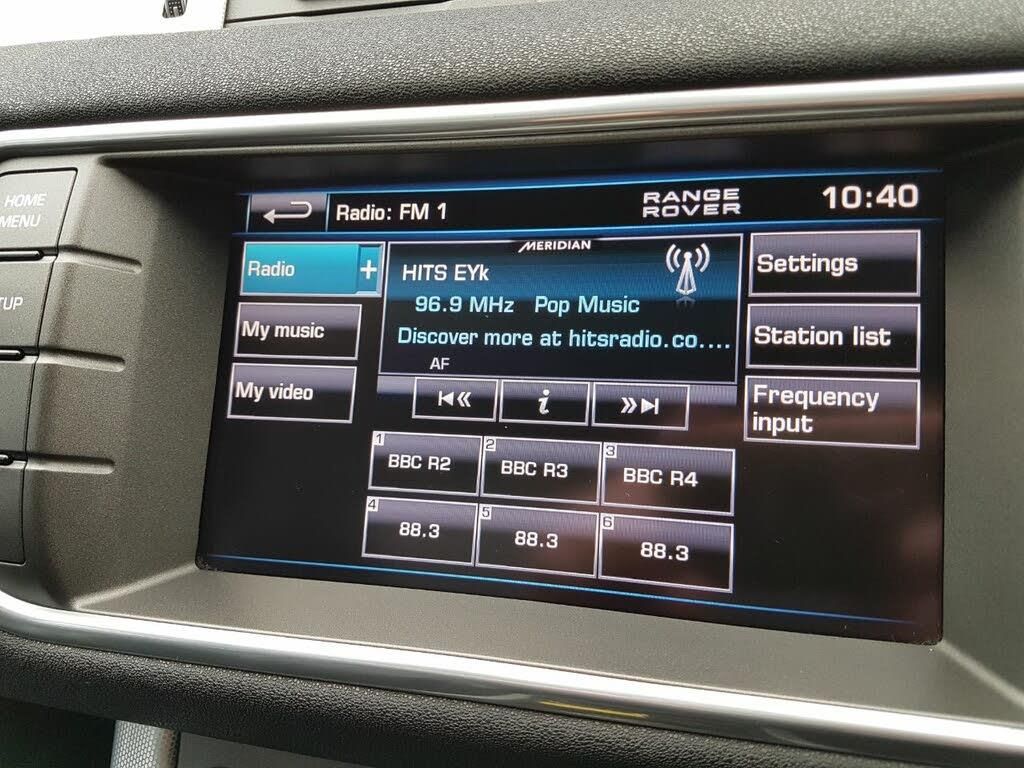 HOME
MENU
Radio: FM 1
RANGE
ROVER
10:40
Radio
+
MERIDIAN
HITS EYk
96.9 MHz Pop Music
Discover more at hitsradio.co....
AF
Settings
My music
Station list
My video
i
Frequency
input
1
BBC R2
2
BBC R3
3
BBC R4
4
88.3
5
88.3
6
88.3